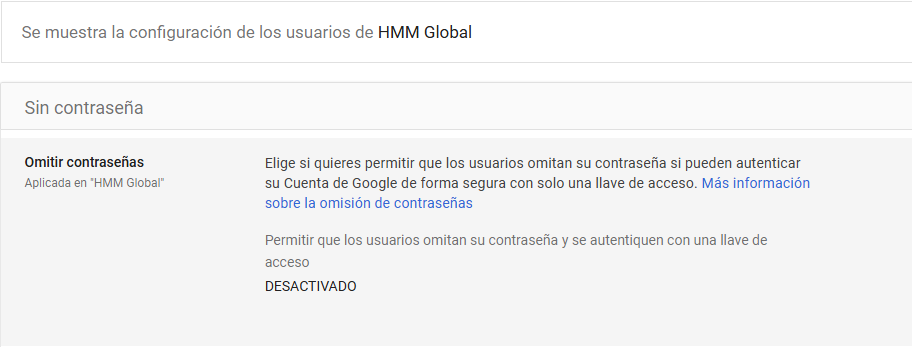 Se muestra la configuración de los usuarios de HMM Global
Sin contraseña
Omitir contraseñas
Aplicada en "HMM Global"
Elige si quieres permitir que los usuarios omitan su contraseña si pueden autenticar
su Cuenta de Google de forma segura con solo una llave de acceso. Más información
sobre la omisión de contraseñas
Permitir que los usuarios omitan su contraseña y se autentiquen con una llave de
acceso
DESACTIVADO